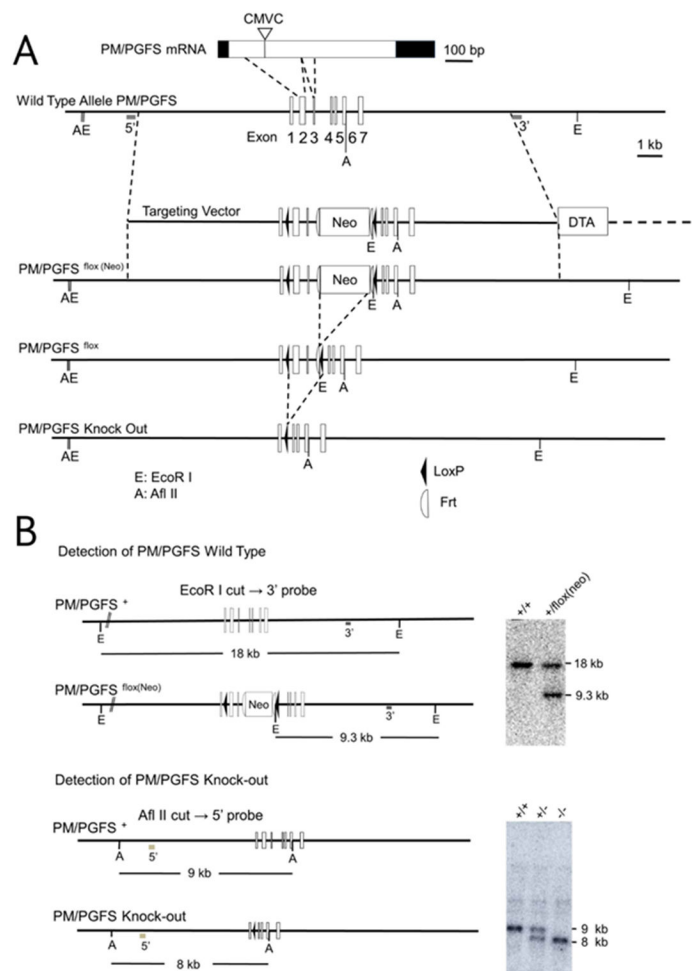 A
CMVC
PM/PGFS mRNA
100 bp
Wild Type Allele PM/PGFS
AE
5'
3'
E
Exon 1 2 3 4 5 6 7
A
1 kb
Targeting Vector
Neo
DTA
E
A
PM/PGFS flox (Neo)
Neo
AE
E
A
E
PM/PGFS flox
AE
E
A
E
PM/PGFS Knock Out
AE
A
E
E: EcoR I
A: Afl II
LoxP
Frt
B
Detection of PM/PGFS Wild Type
EcoR I cut → 3' probe
PM/PGFS +
E
3'
E
18 kb
PM/PGFS flox(Neo)
Neo
E
E
3'
E
9.3 kb
+/+
+/flox(neo)
18 kb
9.3 kb
Detection of PM/PGFS Knock-out
Afl II cut → 5' probe
PM/PGFS +
A
5'
A
9 kb
PM/PGFS Knock-out
A
5'
A
8 kb
+/+
+/-
-/-
9 kb
8 kb